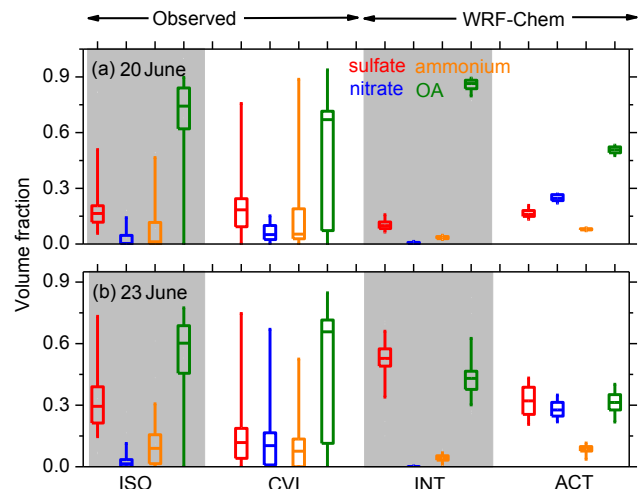 Observed WRF-Chem
(a) 20 June
sulfate ammonium
nitrate OA
0.9
0.6
0.3
0.0
Volume fraction
(b) 23 June
0.9
0.6
0.3
0.0
ISO CVI INT ACT